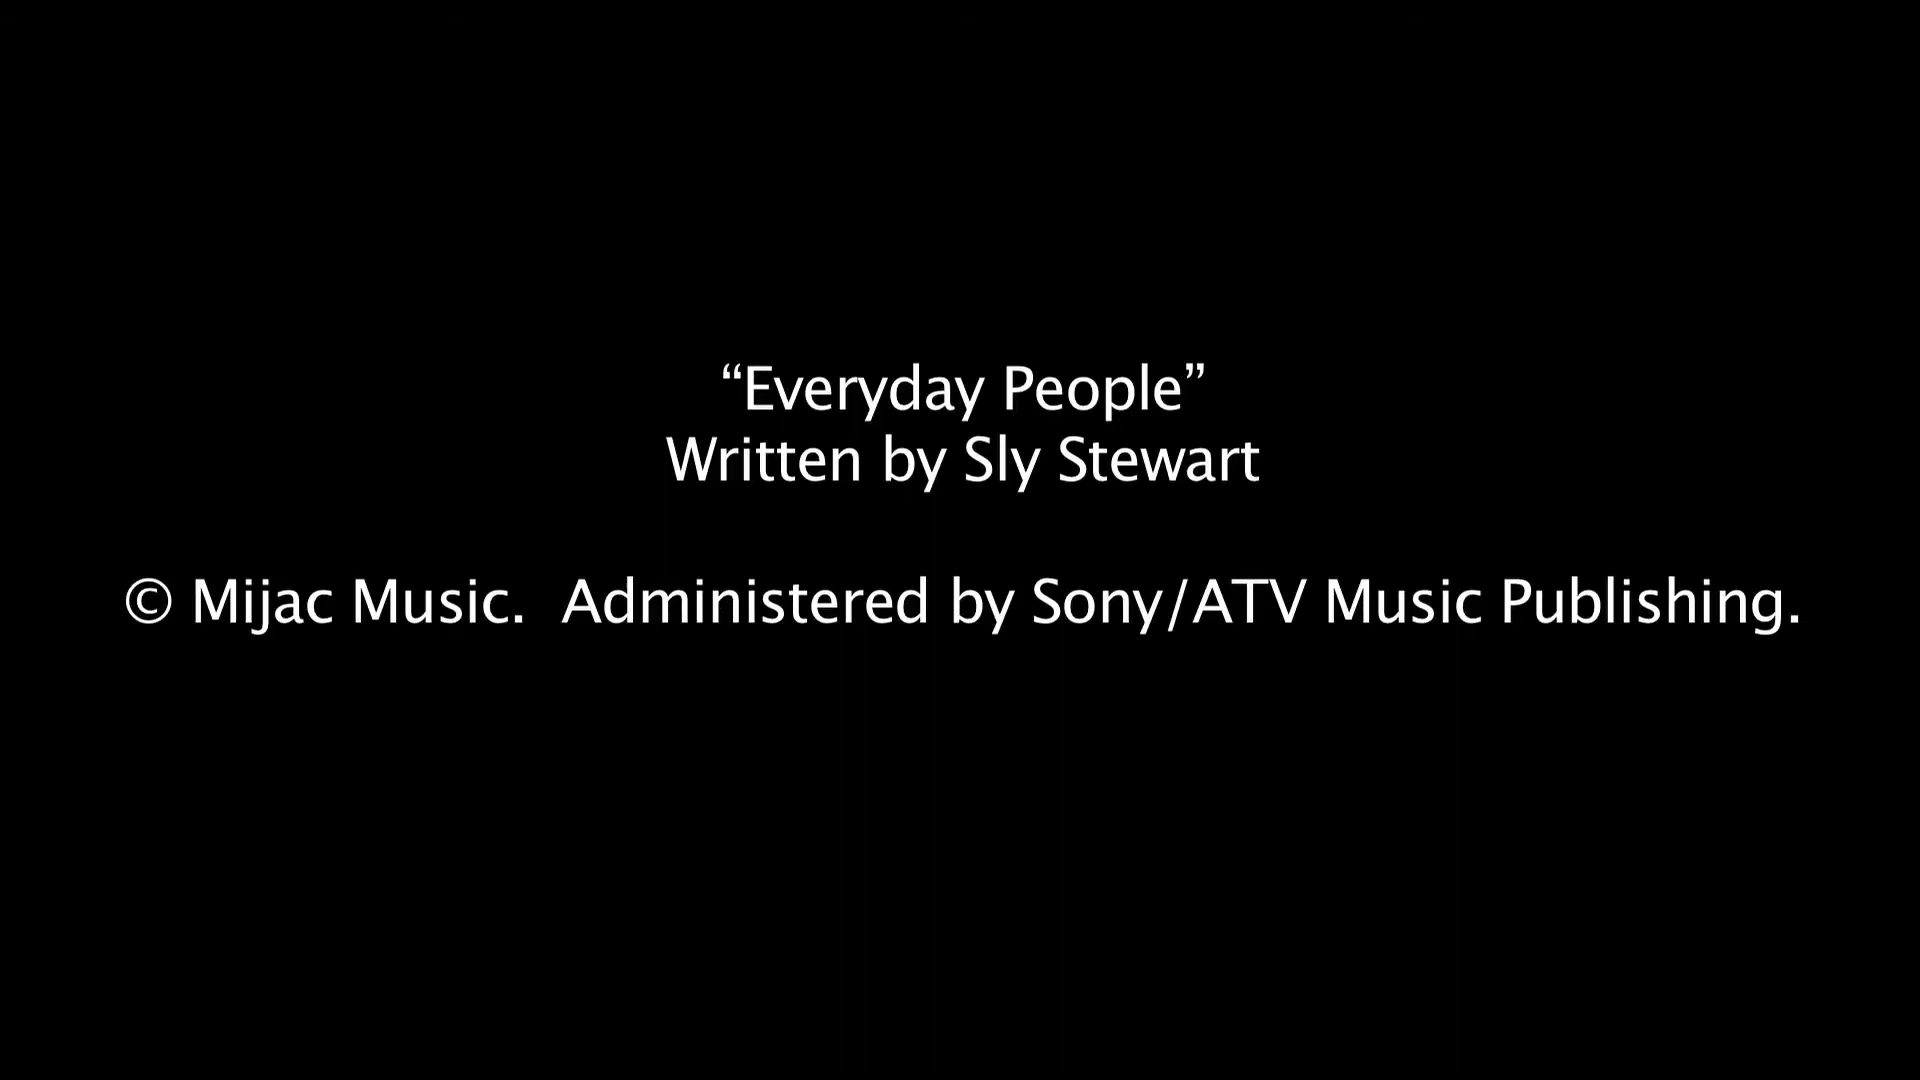 “Everyday People”
Written by Sly Stewart
© Mijac Music.  Administered by Sony/ATV Music Publishing.